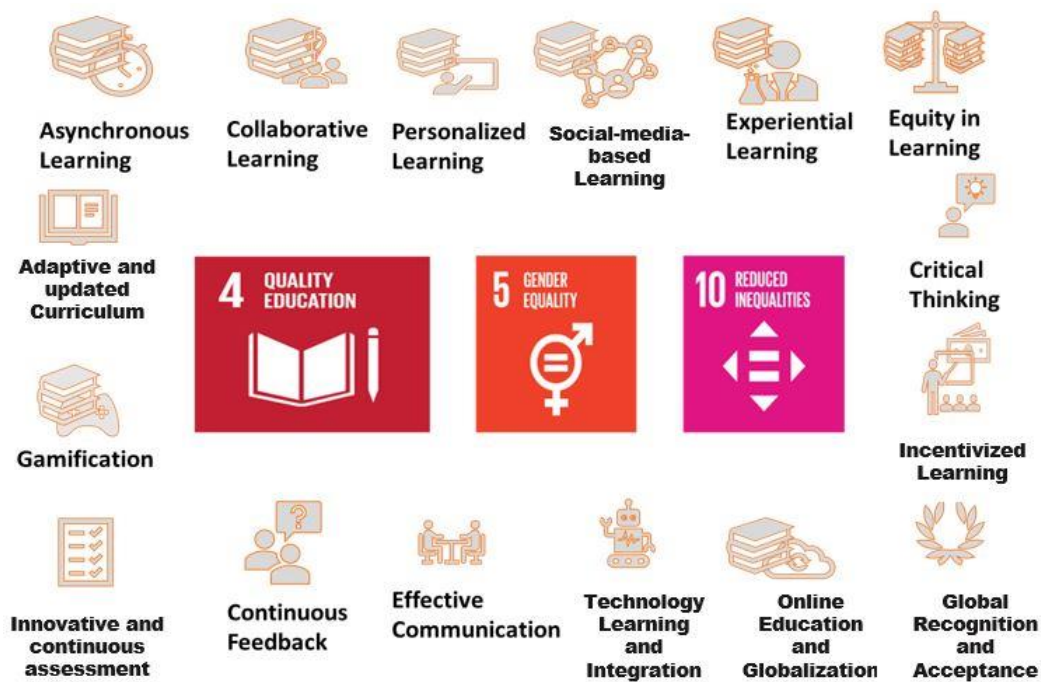 Asynchronous
Learning
Collaborative
Learning
Personalized
Learning
Social-media-
based
Learning
Experiential
Learning
Equity in
Learning
Adaptive and
updated
Curriculum
4 QUALITY
EDUCATION
5 GENDER
EQUALITY
10 REDUCED
INEQUALITIES
Critical
Thinking
Gamification
Incentivized
Learning
Innovative and
continuous
assessment
Continuous
Feedback
Effective
Communication
Technology
Learning
and
Integration
Online
Education
and
Globalization
Global
Recognition
and
Acceptance